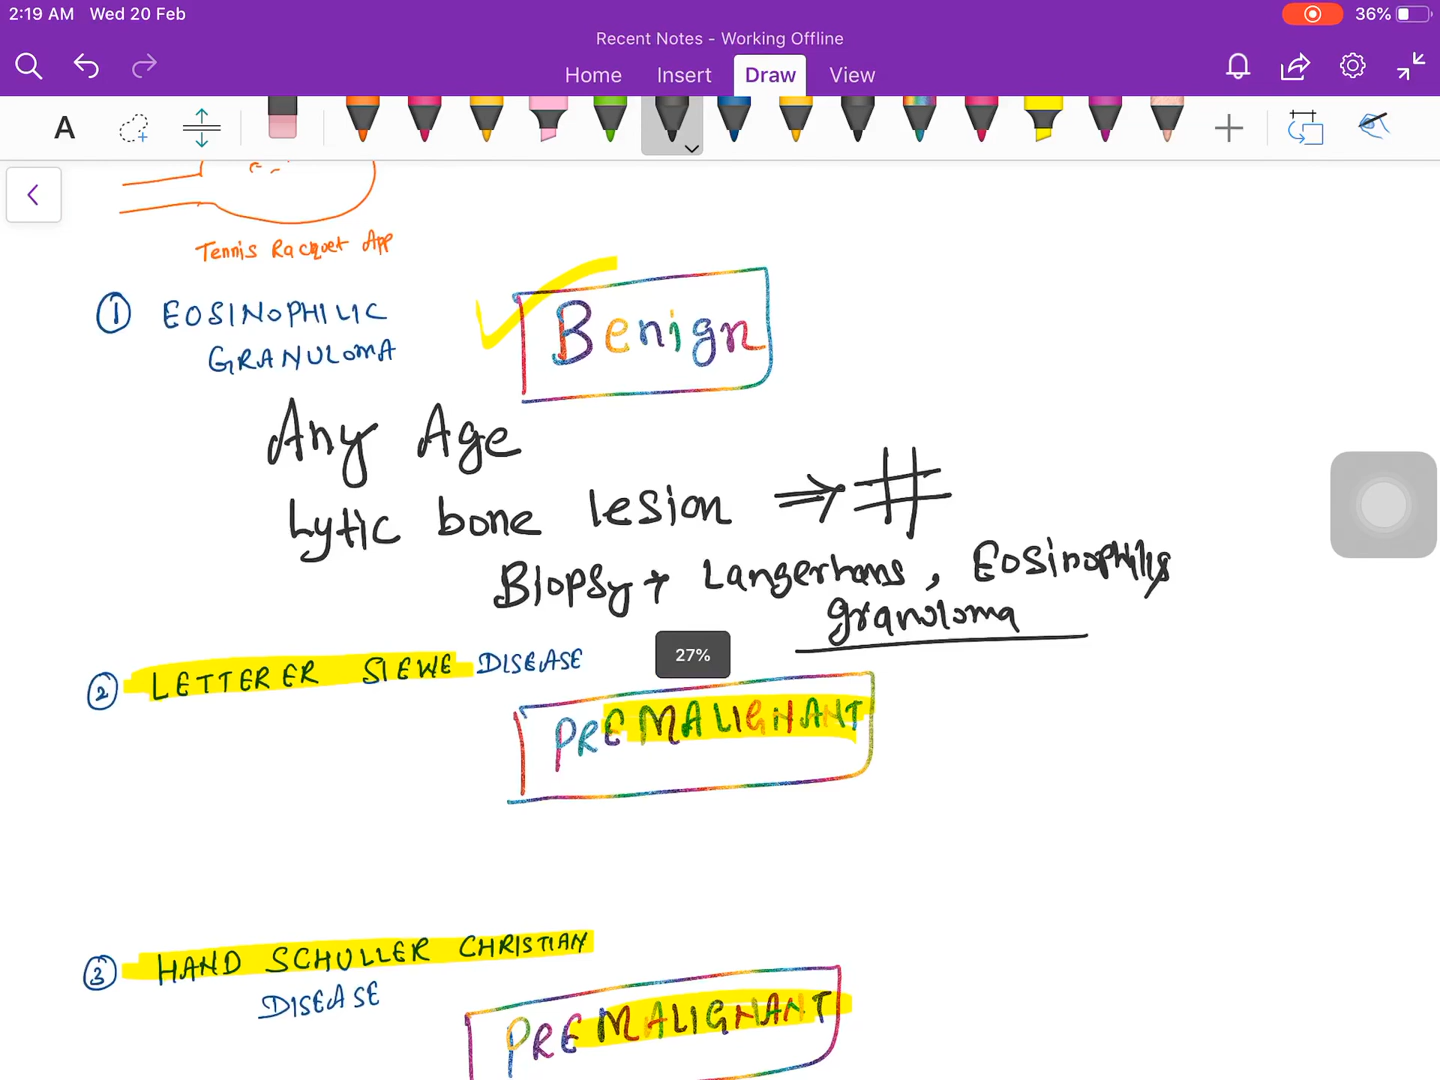 2:19 AM Wed 20 Feb
36%
Recent Notes - Working Offline
Home Insert Draw View
A
Tennis Racquet App
① EOSINOPHILIC
GRANULOMA
Benign
Any Age
Lytic bone lesion ⇒ #
Biopsy + Langerhans, Eosinophilis
granuloma
27%
② LETTERER SIEWE DISEASE
PREMALIGNANT
③ HAND SCHULLER CHRISTIAN
DISEASE
PREMALIGNANT